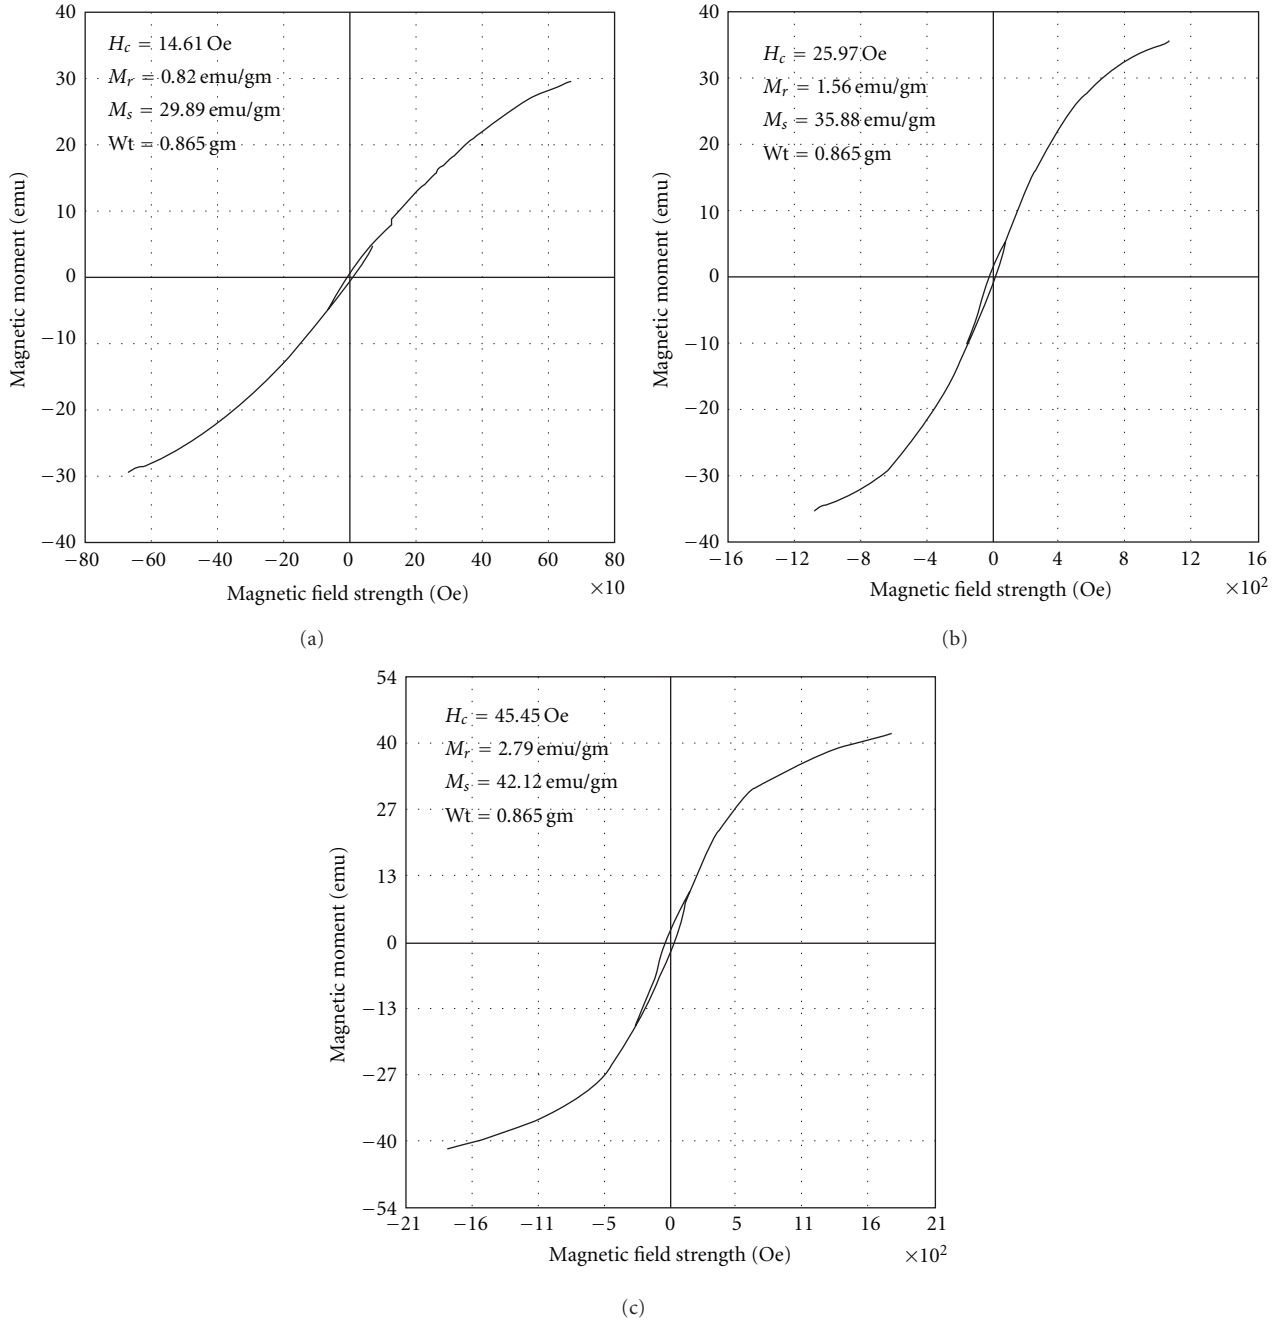 40
30
20
10
0
−10
−20
−30
−40
Magnetic moment (emu)
Hc = 14.61 Oe
Mr = 0.82 emu/gm
Ms = 29.89 emu/gm
Wt = 0.865 gm
−80 −60 −40 −20 0 20 40 60 80
×10
Magnetic field strength (Oe)
(a)
40
30
20
10
0
−10
−20
−30
−40
Magnetic moment (emu)
Hc = 25.97 Oe
Mr = 1.56 emu/gm
Ms = 35.88 emu/gm
Wt = 0.865 gm
−16 −12 −8 −4 0 4 8 12 16
×10²
Magnetic field strength (Oe)
(b)
54
40
27
13
0
−13
−27
−40
−54
Magnetic moment (emu)
Hc = 45.45 Oe
Mr = 2.79 emu/gm
Ms = 42.12 emu/gm
Wt = 0.865 gm
−21 −16 −11 −5 0 5 11 16 21
×10²
Magnetic field strength (Oe)
(c)